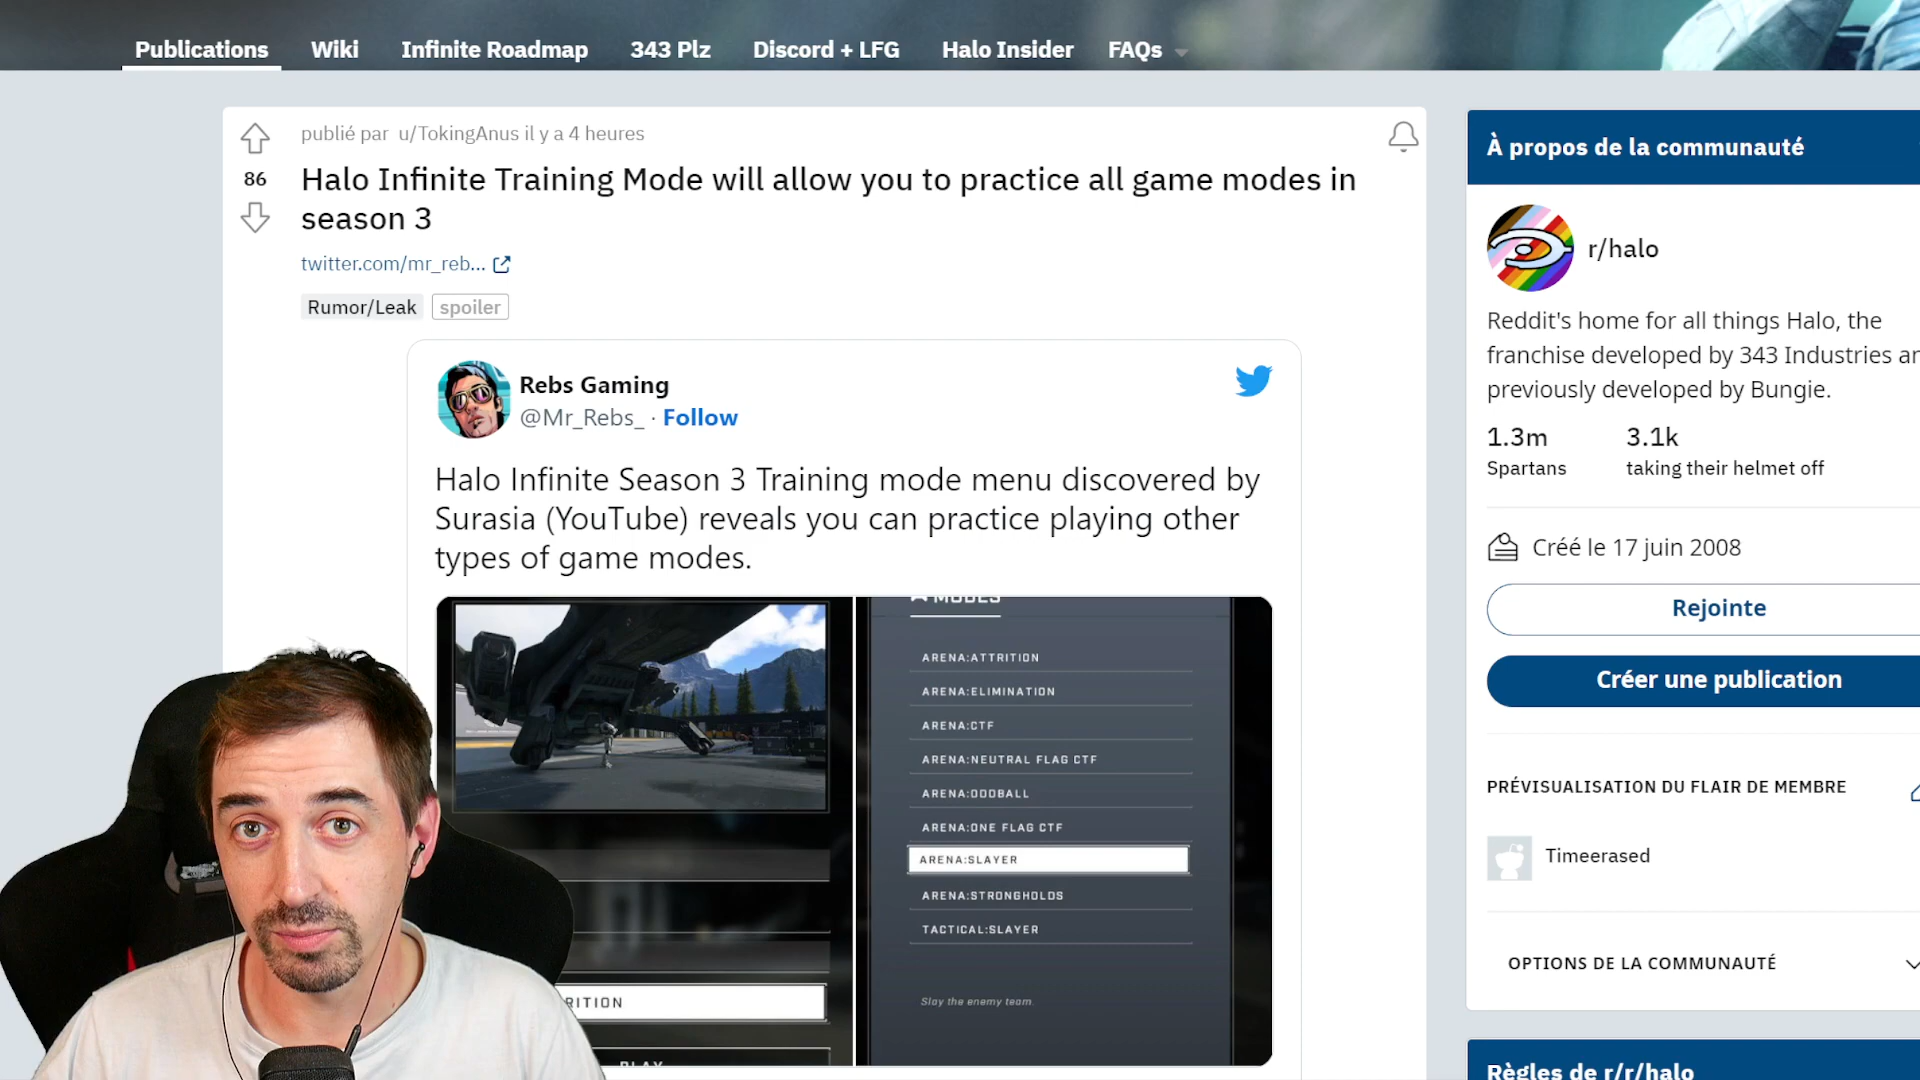 Publications Wiki Infinite Roadmap 343 Plz Discord + LFG Halo Insider FAQs
publié par u/TokingAnus il y a 4 heures
86
Halo Infinite Training Mode will allow you to practice all game modes in
season 3
twitter.com/mr_reb...
Rumor/Leak spoiler
Rebs Gaming
@Mr_Rebs_ · Follow
Halo Infinite Season 3 Training mode menu discovered by
Surasia (YouTube) reveals you can practice playing other
types of game modes.
MODES
ARENA:ATTRITION
ARENA:ELIMINATION
ARENA:CTF
ARENA:NEUTRAL FLAG CTF
ARENA:ODDBALL
ARENA:ONE FLAG CTF
ARENA:SLAYER
ARENA:STRONGHOLDS
TACTICAL:SLAYER
Slay the enemy team.
RITION
PLAY
À propos de la communauté
r/halo
Reddit's home for all things Halo, the
franchise developed by 343 Industries an
previously developed by Bungie.
1.3m 3.1k
Spartans taking their helmet off
Créé le 17 juin 2008
Rejointe
Créer une publication
PRÉVISUALISATION DU FLAIR DE MEMBRE
Timeerased
OPTIONS DE LA COMMUNAUTÉ
Règles de r/r/halo